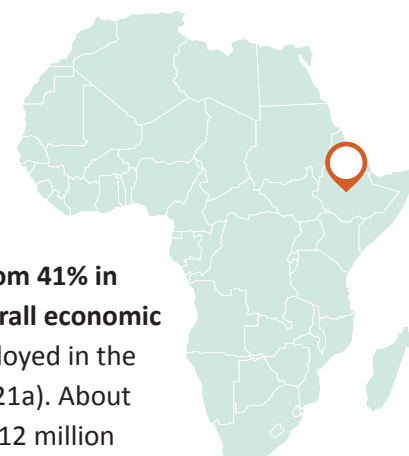 om 41% in
rall economic
loyed in the
21a). About
12 million